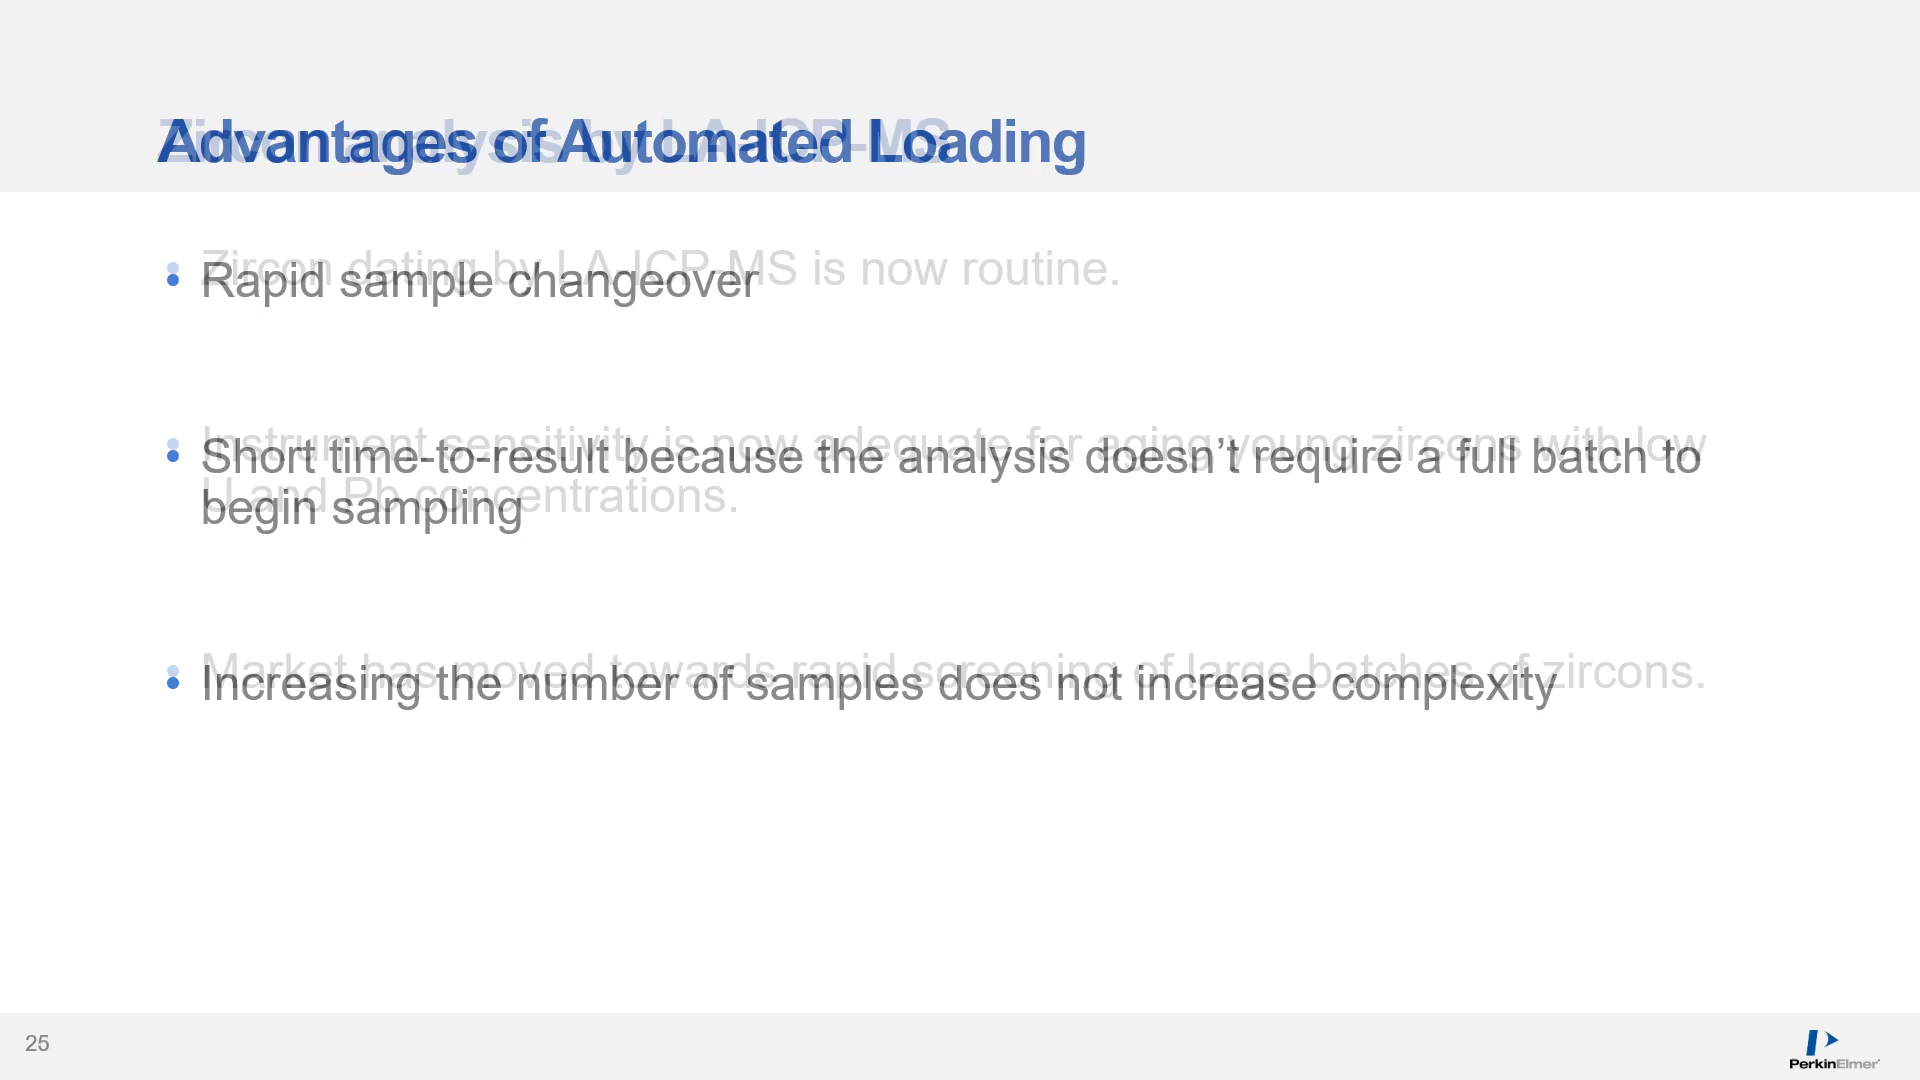 Advantages of Automated Loading
Zircon analysis by LA-ICP-MS
• Rapid sample changeover
• Zircon dating by LA-ICP-MS is now routine.
• Short time-to-result because the analysis doesn’t require a full batch to
begin sampling
• Instrument sensitivity is now adequate for aging young zircons with low
U and Pb concentrations.
• Increasing the number of samples does not increase complexity
• Market has moved towards rapid screening of large batches of zircons.
25
PerkinElmer